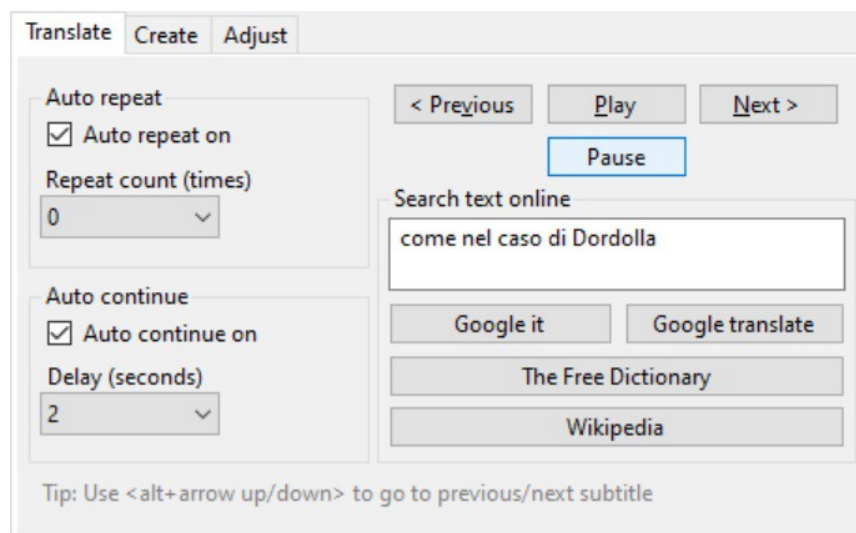 Translate Create Adjust
Auto repeat
Auto repeat on
Repeat count (times)
0
Auto continue
Auto continue on
Delay (seconds)
2
< Previous Play Next >
Pause
Search text online
come nel caso di Dordolla
Google it Google translate
The Free Dictionary
Wikipedia
Tip: Use <alt+arrow up/down> to go to previous/next subtitle